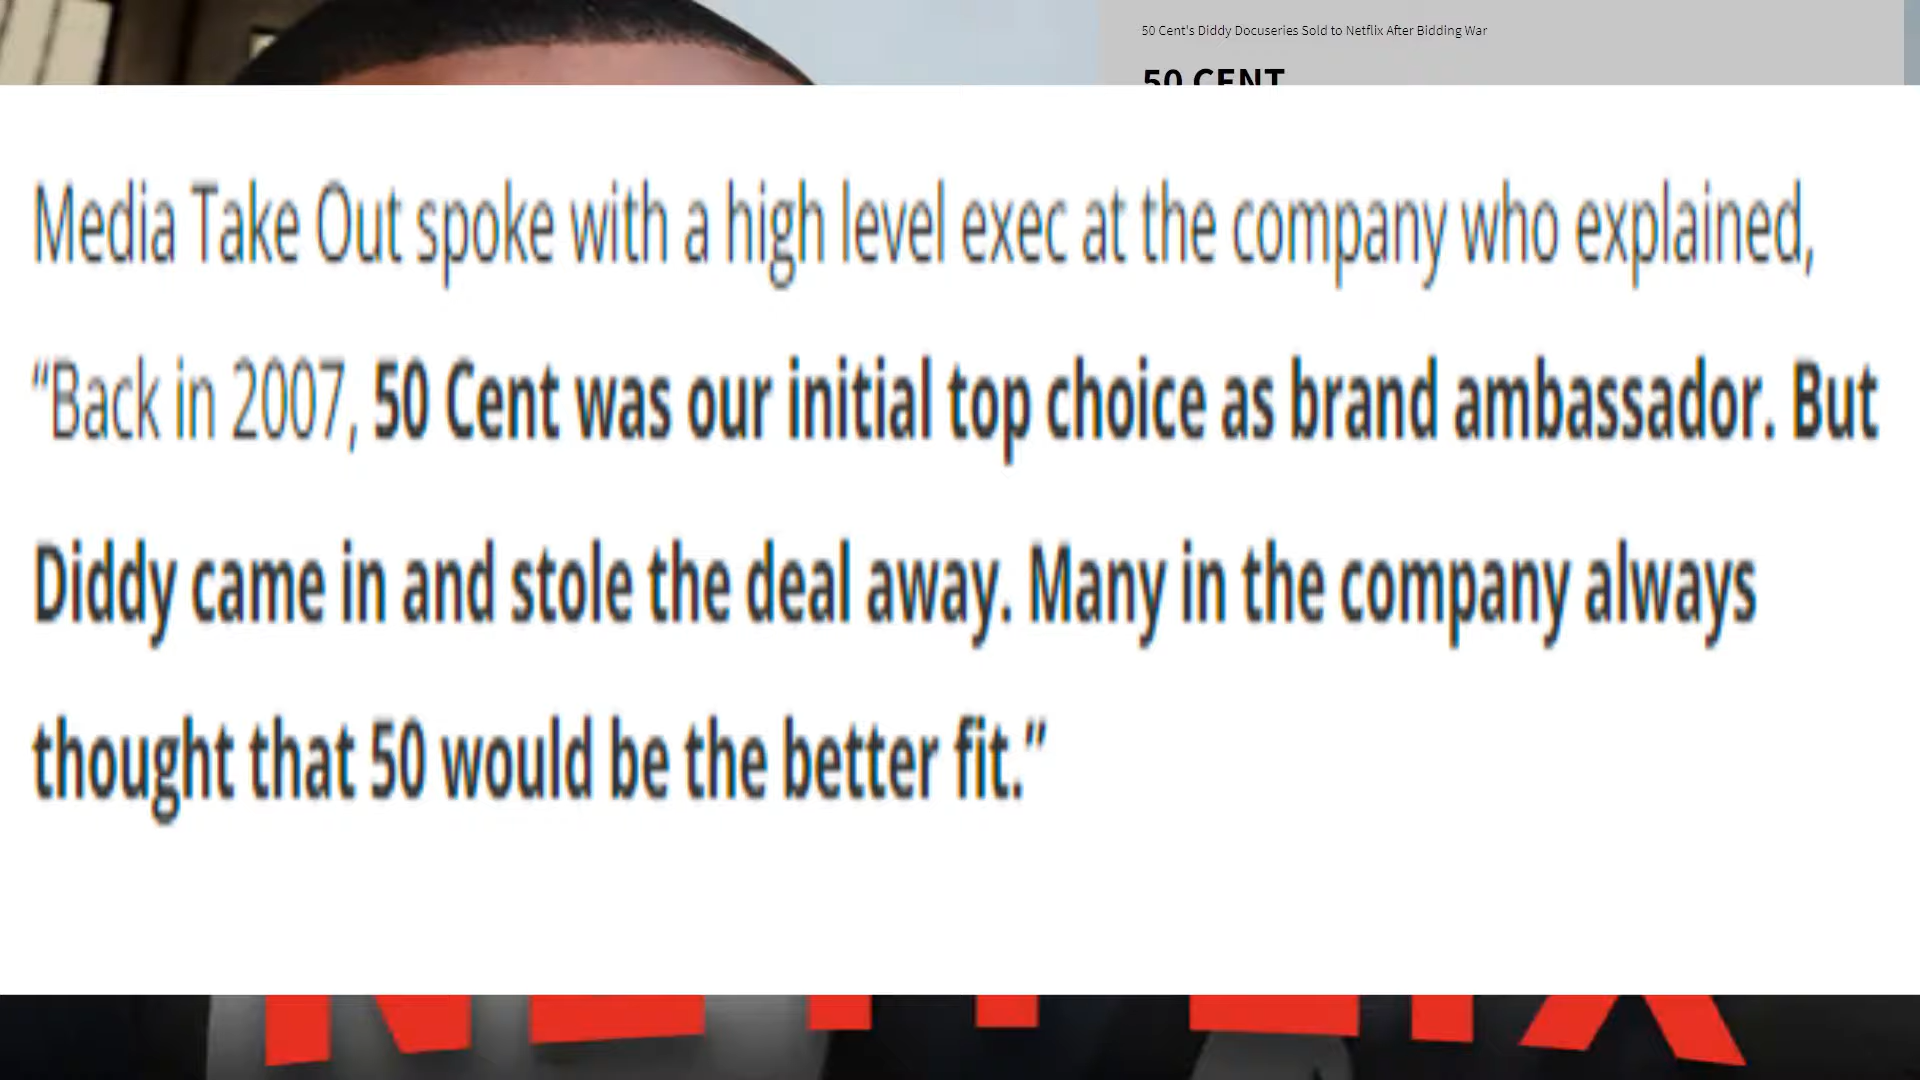 50 Cent's Diddy Docuseries Sold to Netflix After Bidding War
50 CENT
Media Take Out spoke with a high level exec at the company who explained,
“Back in 2007, 50 Cent was our initial top choice as brand ambassador. But
Diddy came in and stole the deal away. Many in the company always
thought that 50 would be the better fit.”
NETFLIX